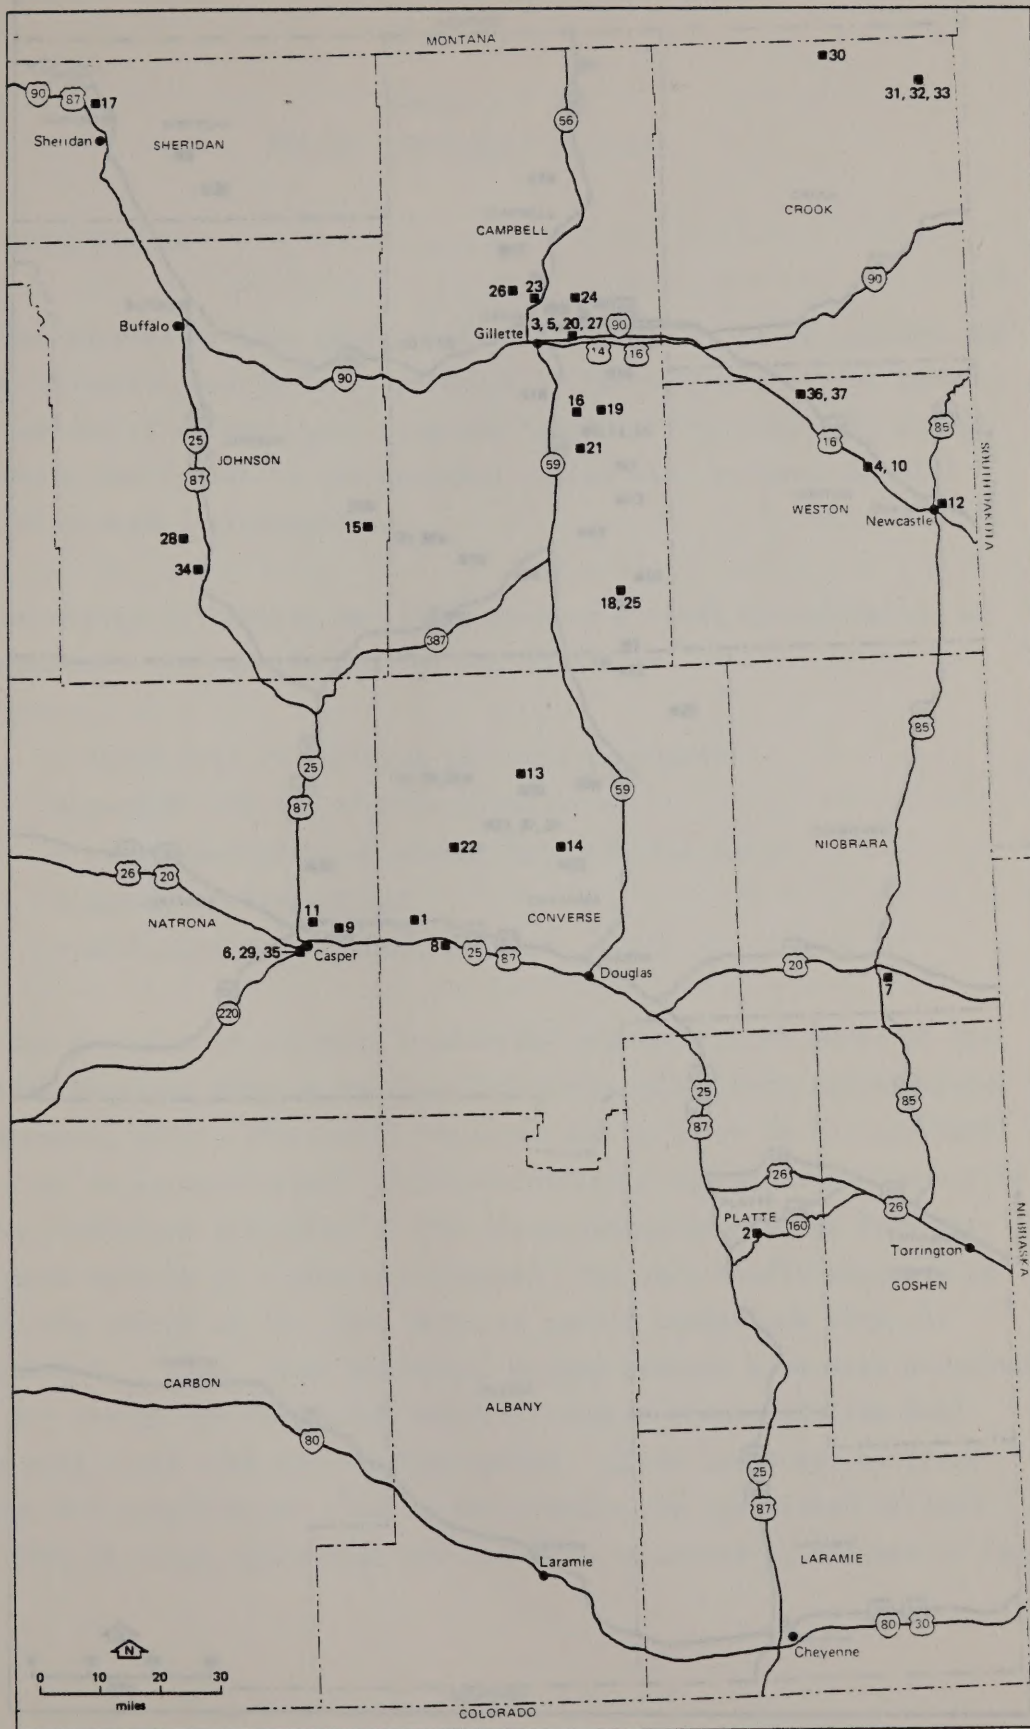 MONTANA
30
90
87
17
31, 32, 33
56
Sheridan
SHERIDAN
CROOK
CAMPBELL
26
23
24
90
Buffalo
3, 5, 20, 27
90
Gillette
14
16
90
36, 37
16
19
85
25
16
SOUTH DAKOTA
JOHNSON
21
59
4, 10
87
WESTON
12
Newcastle
15
28
34
18, 25
387
85
25
13
59
87
22
14
NIOBRARA
26
20
NATRONA
11
9
1
CONVERSE
6, 29, 35
Casper
8
25
87
Douglas
20
7
220
25
85
87
26
26
PLATTE
160
2
NEBRASKA
Torrington
GOSHEN
CARBON
ALBANY
80
25
87
LARAMIE
Laramie
80
30
Cheyenne
N
0 10 20 30
miles
COLORADO